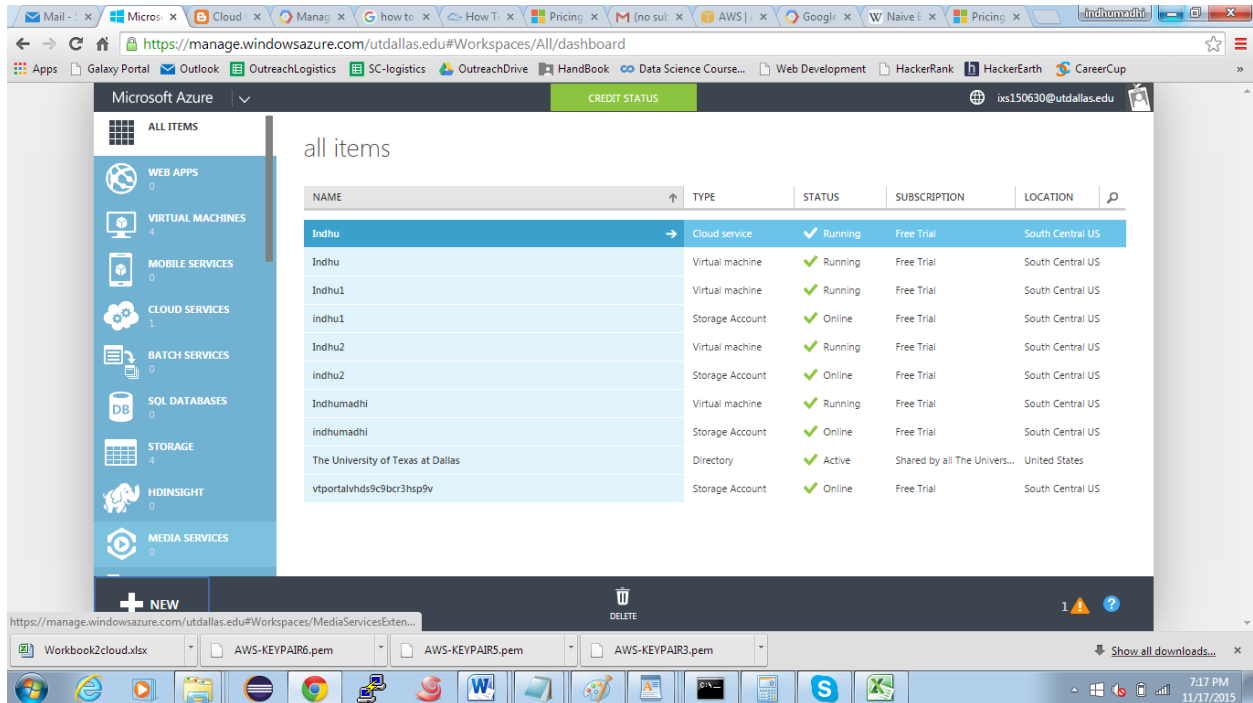 Mail - S
Micros
Cloud
Manag
how to
How T
Pricing
(no sub
AWS |
Google
Naive B
Pricing
indhumadhi
https://manage.windowsazure.com/utdallas.edu#Workspaces/All/dashboard
Apps Galaxy Portal Outlook OutreachLogistics SC-logistics OutreachDrive HandBook Data Science Course... Web Development HackerRank HackerEarth CareerCup »
Microsoft Azure
CREDIT STATUS
ixs150630@utdallas.edu
ALL ITEMS
WEB APPS
0
VIRTUAL MACHINES
4
MOBILE SERVICES
0
CLOUD SERVICES
1
BATCH SERVICES
0
SQL DATABASES
0
DB
STORAGE
4
HDINSIGHT
0
MEDIA SERVICES
0
all items
NAME TYPE STATUS SUBSCRIPTION LOCATION
Indhu Cloud service Running Free Trial South Central US
Indhu Virtual machine Running Free Trial South Central US
Indhu1 Virtual machine Running Free Trial South Central US
indhu1 Storage Account Online Free Trial South Central US
Indhu2 Virtual machine Running Free Trial South Central US
indhu2 Storage Account Online Free Trial South Central US
Indhumadhi Virtual machine Running Free Trial South Central US
indhumadhi Storage Account Online Free Trial South Central US
The University of Texas at Dallas Directory Active Shared by all The Univers... United States
vtportalvhds9c9bcr3hsp9v Storage Account Online Free Trial South Central US
NEW
DELETE
1
?
https://manage.windowsazure.com/utdallas.edu#Workspaces/MediaServicesExten...
Workbook2cloud.xlsx AWS-KEYPAIR6.pem AWS-KEYPAIR5.pem AWS-KEYPAIR3.pem Show all downloads...
7:17 PM
11/17/2015